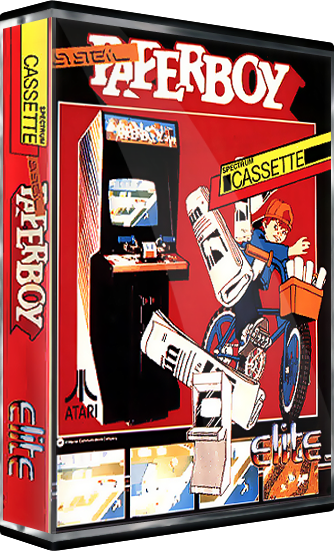 SYSTEM
PAPERBOY
SPECTRUM
CASSETTE
ATARI
elite
SPECTRUM
CASSETTE
SYSTEM
PAPERBOY
elite